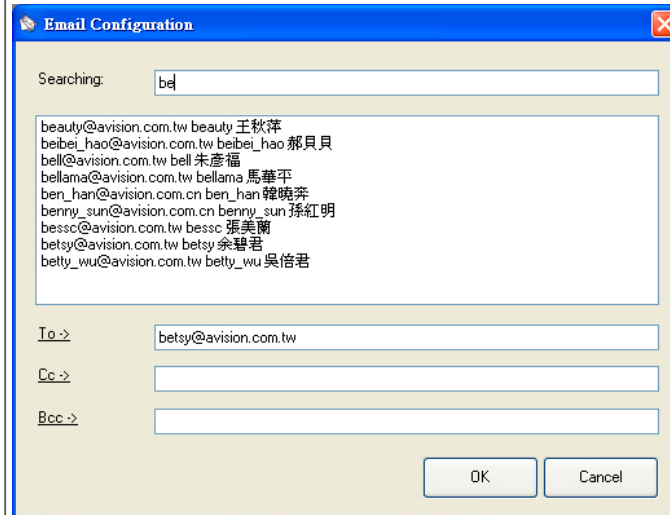 Email Configuration
Searching:
be
beauty@avision.com.tw beauty 王秋萍
beibei_hao@avision.com.tw beibei_hao 郝貝貝
bell@avision.com.tw bell 朱彥福
bellama@avision.com.tw bellama 馬華平
ben_han@avision.com.cn ben_han 韓曉奔
benny_sun@avision.com.cn benny_sun 孫紅明
bessc@avision.com.tw bessc 張美蘭
betsy@avision.com.tw betsy 余碧君
betty_wu@avision.com.tw betty_wu 吳倍君
To ->
betsy@avision.com.tw
Cc ->
Bcc ->
OK
Cancel